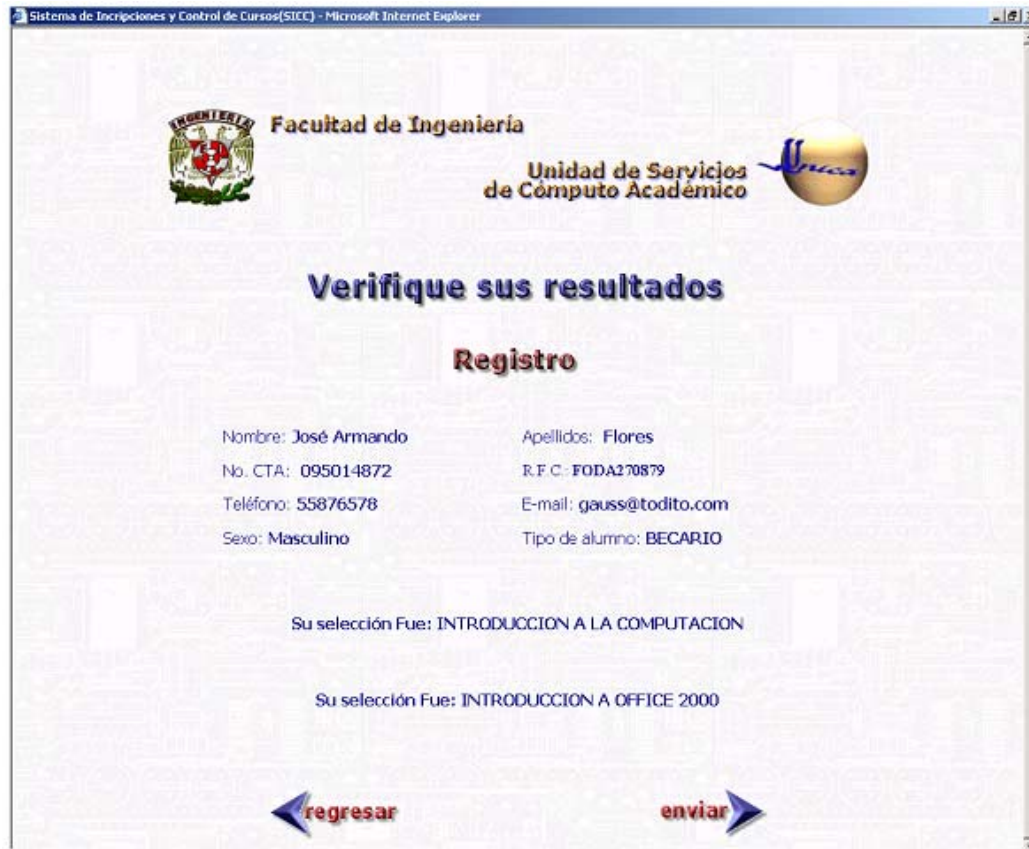 Sistema de Incripciones y Control de Cursos(SICC) - Microsoft Internet Explorer
INGENIERIA
Facultad de Ingeniería
Unidad de Servicios
de Cómputo Académico
Unica
Verifique sus resultados
Registro
Nombre: José Armando Apellidos: Flores
No. CTA: 095014872 R.F.C.: FODA270879
Teléfono: 55876578 E-mail: gauss@todito.com
Sexo: Masculino Tipo de alumno: BECARIO
Su selección Fue: INTRODUCCION A LA COMPUTACION
Su selección Fue: INTRODUCCION A OFFICE 2000
regresar enviar